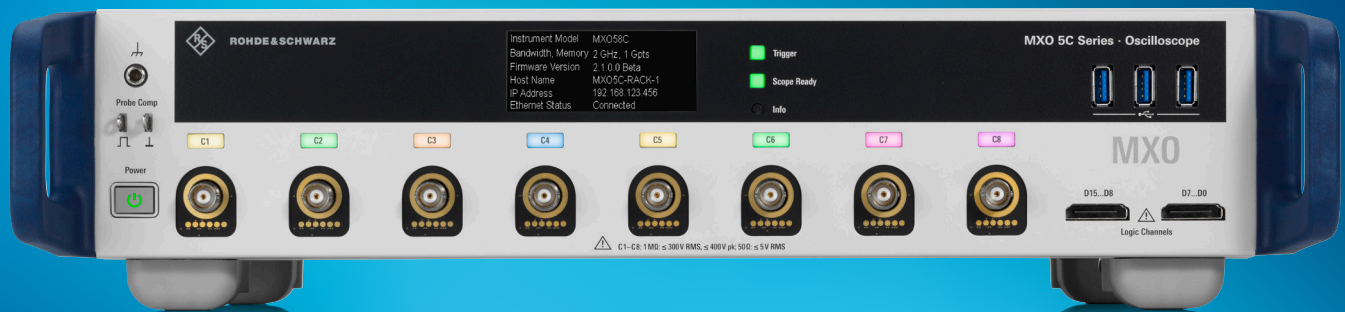 R S
ROHDE&SCHWARZ
Instrument Model MXO58C
Bandwidth, Memory 2 GHz, 1 Gpts
Firmware Version 2.1.0.0 Beta
Host Name MXO5C-RACK-1
IP Address 192.168.123.456
Ethernet Status Connected
Trigger
Scope Ready
Info
MXO 5C Series · Oscilloscope
Probe Comp
Power
C1 C2 C3 C4 C5 C6 C7 C8
MXO
D15...D8 D7...D0
Logic Channels
C1–C8: 1 MΩ: ≤ 300 V RMS, ≤ 400 V pk; 50 Ω: ≤ 5 V RMS